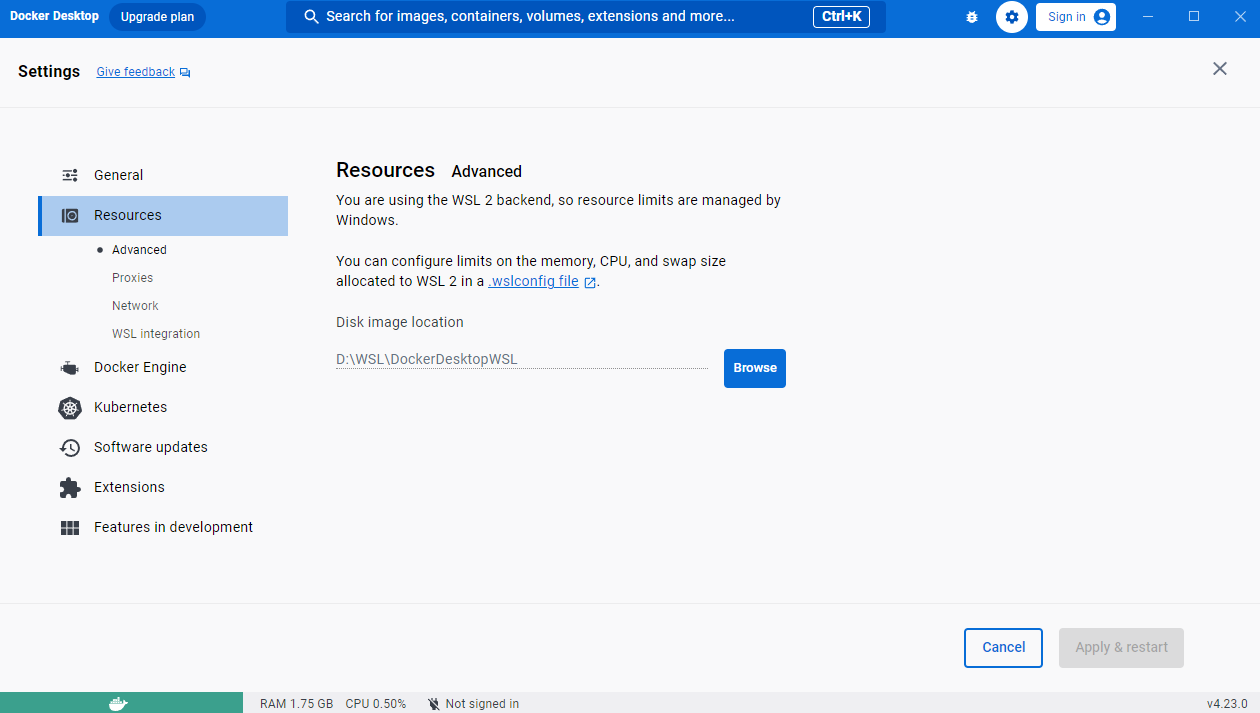 Docker Desktop Upgrade plan Search for images, containers, volumes, extensions and more... Ctrl+K Sign in
Settings Give feedback
General
Resources
Advanced
Proxies
Network
WSL integration
Docker Engine
Kubernetes
Software updates
Extensions
Features in development
Resources Advanced
You are using the WSL 2 backend, so resource limits are managed by
Windows.
You can configure limits on the memory, CPU, and swap size
allocated to WSL 2 in a .wslconfig file.
Disk image location
D:\WSL\DockerDesktopWSL
Browse
Cancel Apply & restart
RAM 1.75 GB CPU 0.50% Not signed in v4.23.0